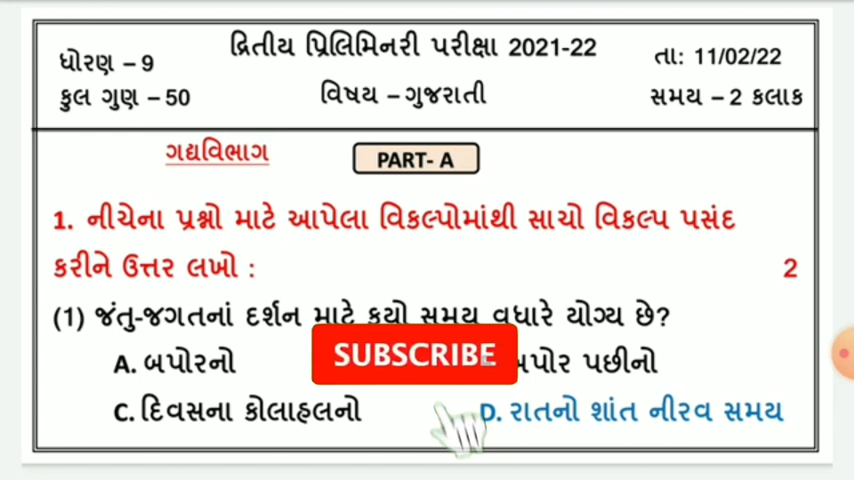 દ્રિતીય પ્રિલિમિનરી પરીક્ષા 2021-22
ધોરણ – 9
તા: 11/02/22
કુલ ગુણ – 50
વિષય – ગુજરાતી
સમય – 2 કલાક
ગદ્યવિભાગ
PART- A
1. નીચેના પ્રશ્નો માટે આપેલા વિકલ્પોમાંથી સાચો વિકલ્પ પસંદ
કરીને ઉત્તર લખો : 2
(1) જંતુ-જગતનાં દર્શન માટે કયો સમય વધારે યોગ્ય છે?
A. બપોરનો
SUBSCRIBE
પછીનો
C. દિવસના કોલાહલનો
D. રાતનો શાંત નીરવ સમય